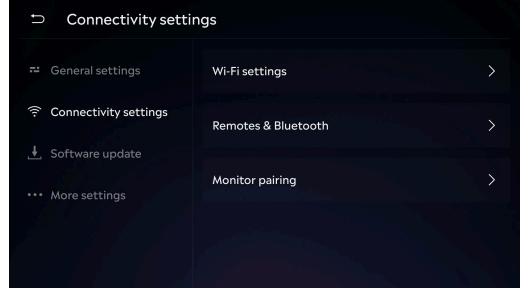 Connectivity settings
General settings
Connectivity settings
Software update
More settings
Wi-Fi settings
Remotes & Bluetooth
Monitor pairing